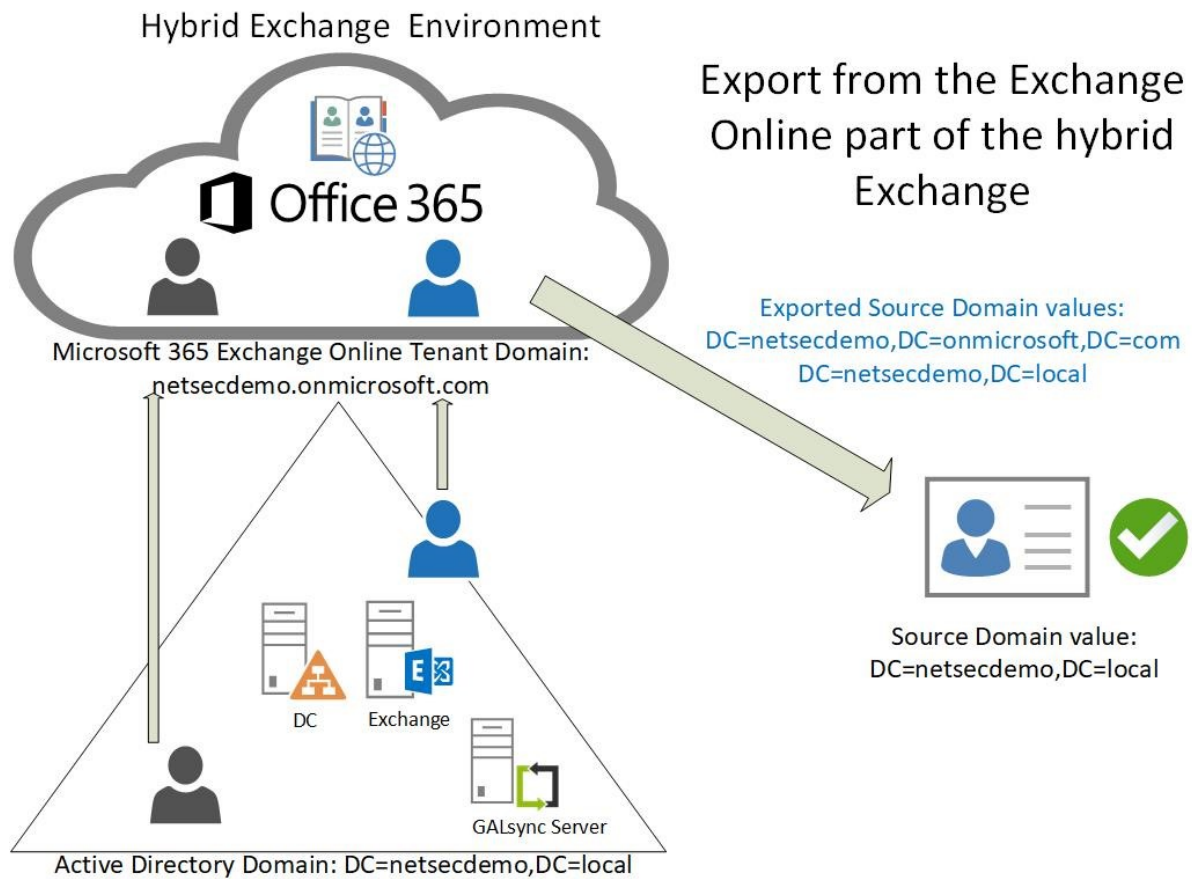 Hybrid Exchange Environment
Export from the Exchange
Online part of the hybrid
Exchange
Office 365
Exported Source Domain values:
DC=netsecdemo,DC=onmicrosoft,DC=com
DC=netsecdemo,DC=local
Microsoft 365 Exchange Online Tenant Domain:
netsecdemo.onmicrosoft.com
E
DC
Exchange
GALsync Server
Source Domain value:
DC=netsecdemo,DC=local
Active Directory Domain: DC=netsecdemo,DC=local